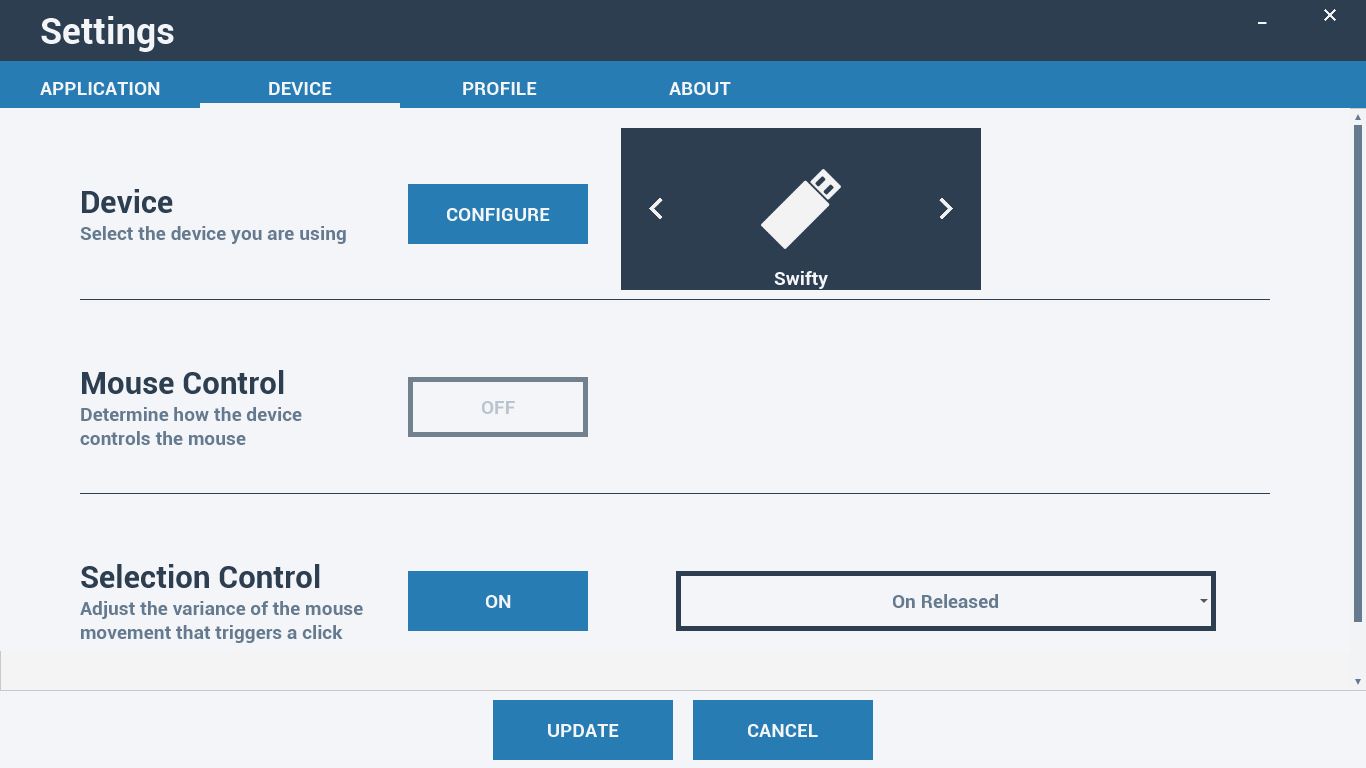 Settings
APPLICATION DEVICE PROFILE ABOUT
Device
Select the device you are using
CONFIGURE
Swifty
Mouse Control
Determine how the device
controls the mouse
OFF
Selection Control
Adjust the variance of the mouse
movement that triggers a click
ON
On Released
UPDATE CANCEL